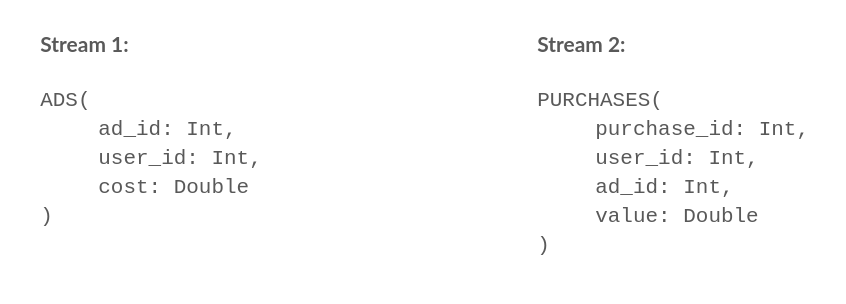 Stream 1:
ADS(
ad_id: Int,
user_id: Int,
cost: Double
)
Stream 2:
PURCHASES(
purchase_id: Int,
user_id: Int,
ad_id: Int,
value: Double
)